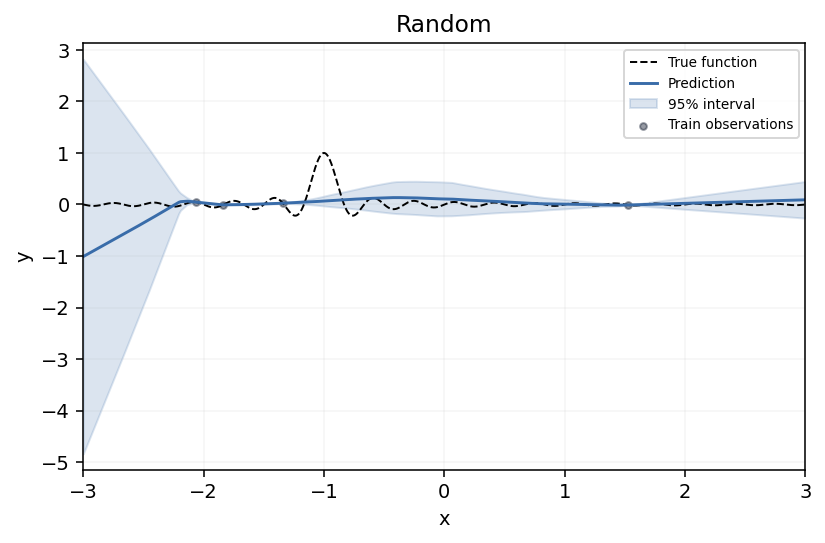 Random
3
2
1
0
−1
−2
−3
−4
−5
y
True function
Prediction
95% interval
Train observations
−3 −2 −1 0 1 2 3
x